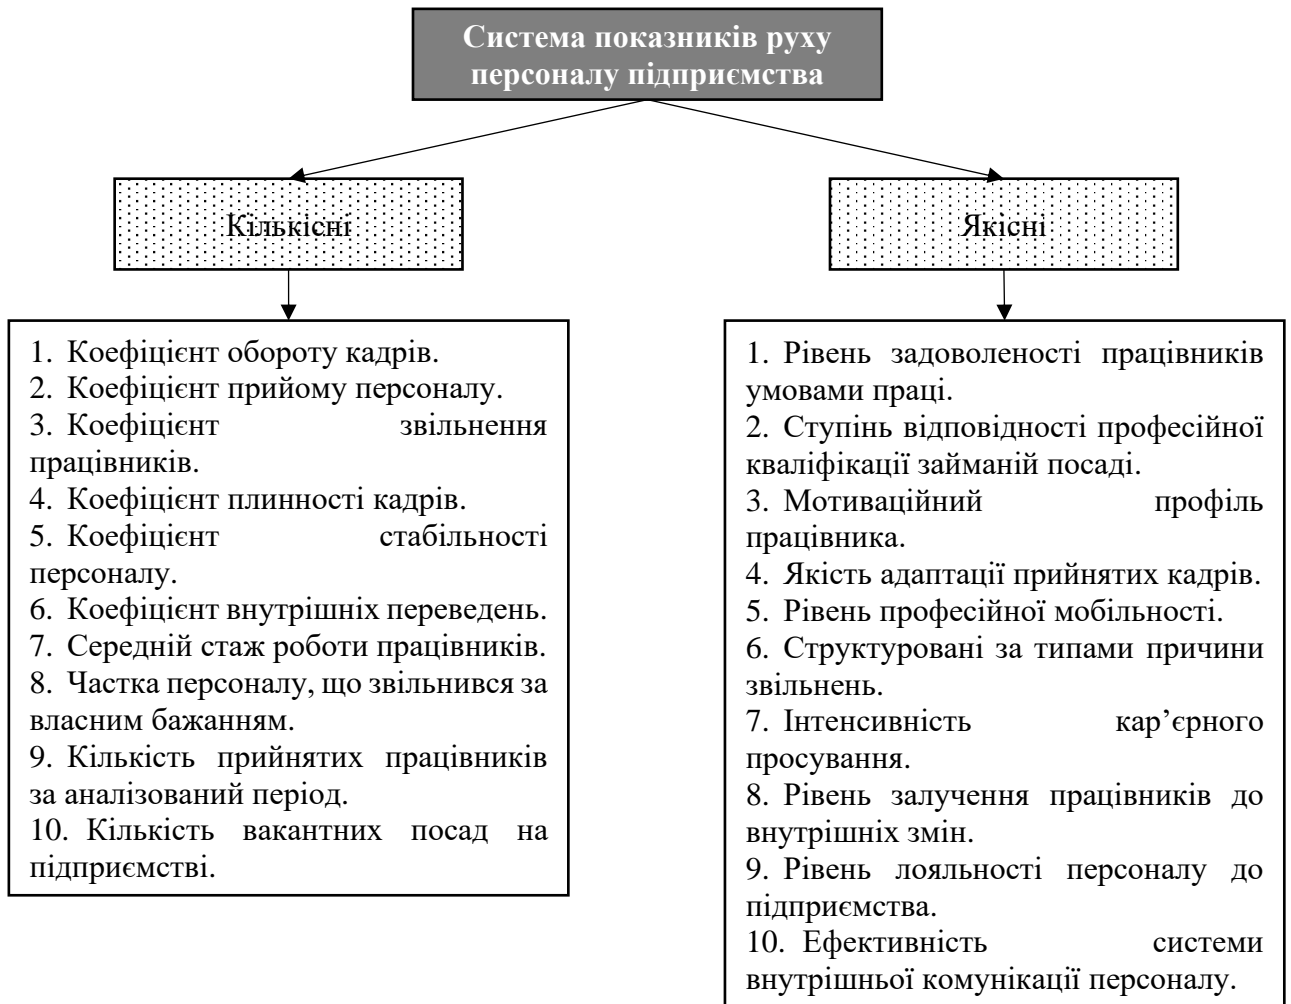 Система показників руху
персоналу підприємства
Кількісні
Якісні
1. Коефіцієнт обороту кадрів.
2. Коефіцієнт прийому персоналу.
3. Коефіцієнт звільнення
працівників.
4. Коефіцієнт плинності кадрів.
5. Коефіцієнт стабільності
персоналу.
6. Коефіцієнт внутрішніх переведень.
7. Середній стаж роботи працівників.
8. Частка персоналу, що звільнився за
власним бажанням.
9. Кількість прийнятих працівників
за аналізований період.
10. Кількість вакантних посад на
підприємстві.
1. Рівень задоволеності працівників
умовами праці.
2. Ступінь відповідності професійної
кваліфікації займаній посаді.
3. Мотиваційний профіль
працівника.
4. Якість адаптації прийнятих кадрів.
5. Рівень професійної мобільності.
6. Структуровані за типами причини
звільнень.
7. Інтенсивність кар’єрного
просування.
8. Рівень залучення працівників до
внутрішніх змін.
9. Рівень лояльності персоналу до
підприємства.
10. Ефективність системи
внутрішньої комунікації персоналу.